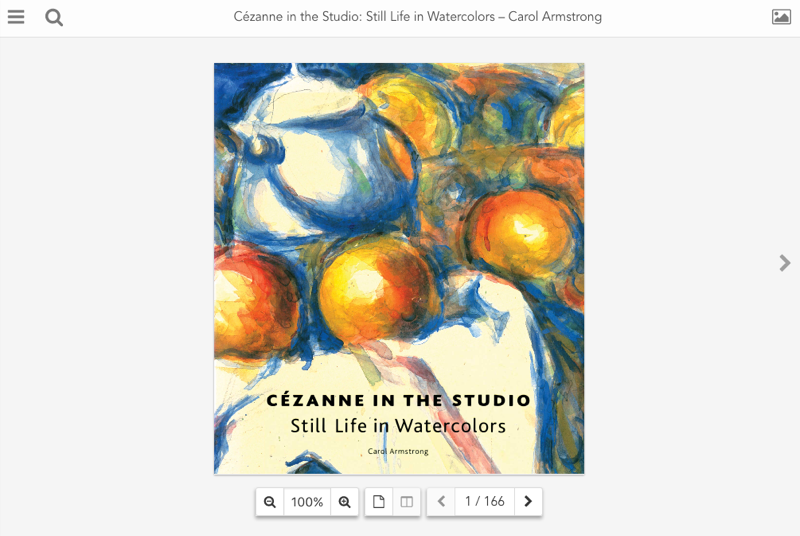 Cézanne in the Studio: Still Life in Watercolors – Carol Armstrong
CÉZANNE IN THE STUDIO
Still Life in Watercolors
Carol Armstrong
100%
1 / 166